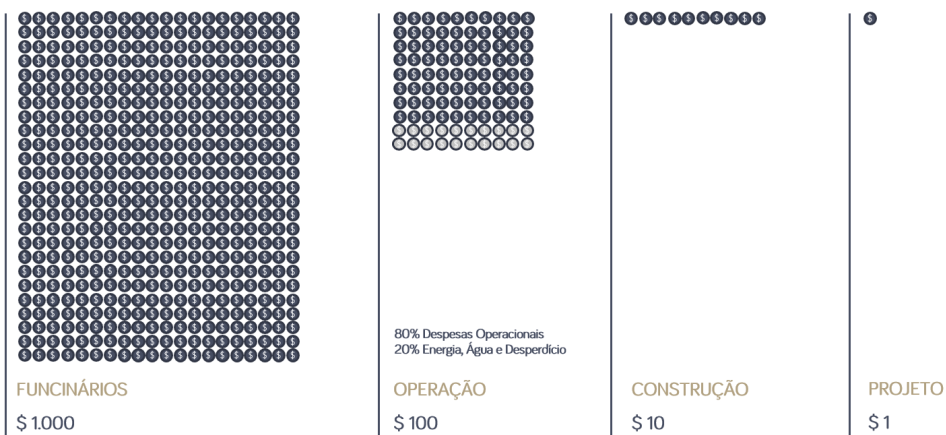 80% Despesas Operacionais
20% Energia, Água e Desperdício
FUNCINÁRIOS
OPERAÇÃO
CONSTRUÇÃO
PROJETO
$ 1.000
$ 100
$ 10
$ 1